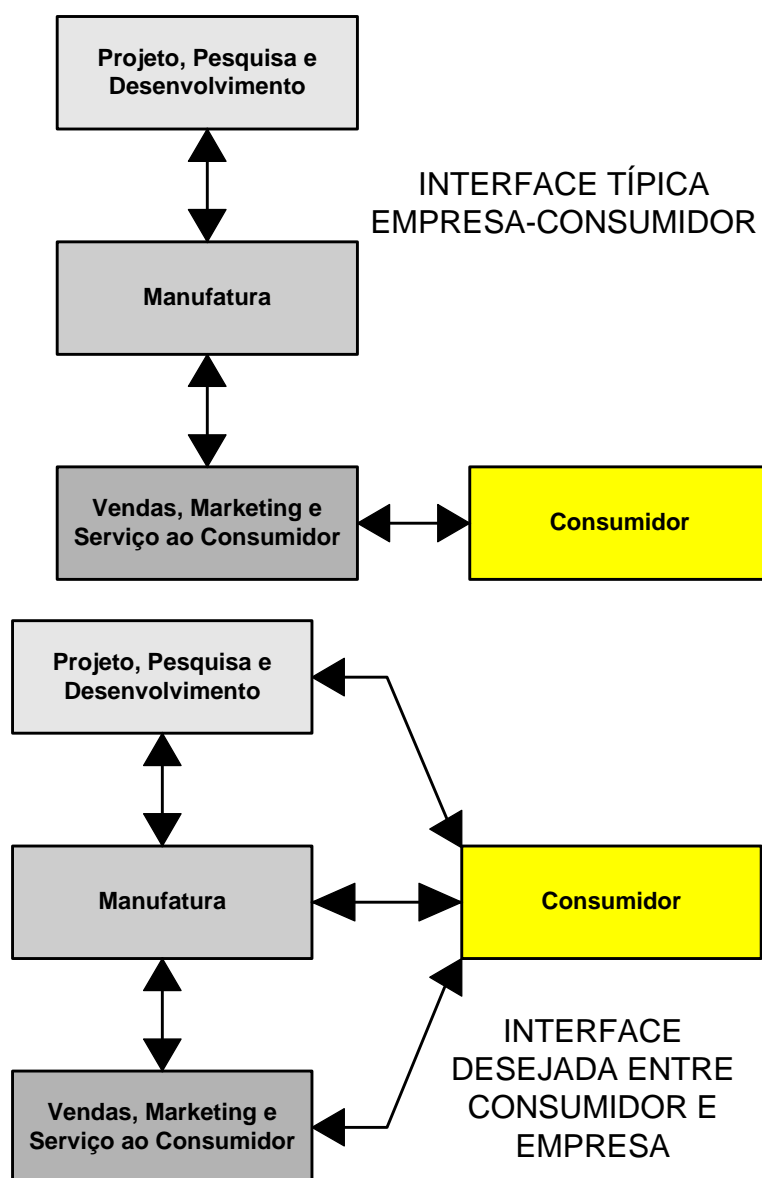 Projeto, Pesquisa e
Desenvolvimento
INTERFACE TÍPICA
EMPRESA-CONSUMIDOR
Manufatura
Vendas, Marketing e
Serviço ao Consumidor
Consumidor
Projeto, Pesquisa e
Desenvolvimento
Manufatura
Consumidor
INTERFACE
DESEJADA ENTRE
CONSUMIDOR E
EMPRESA
Vendas, Marketing e
Serviço ao Consumidor